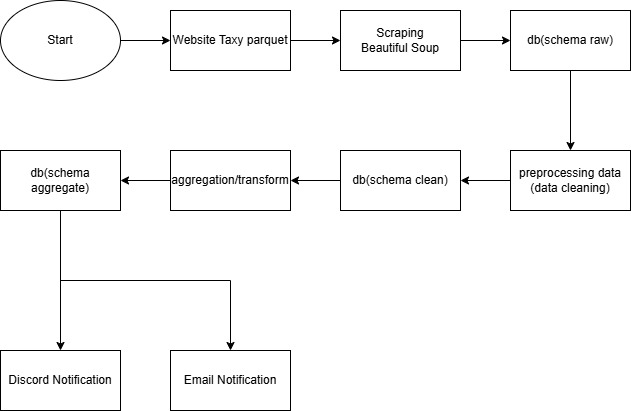 Start
Website Taxy parquet
Scraping
Beautiful Soup
db(schema raw)
db(schema
aggregate)
aggregation/transform
db(schema clean)
preprocessing data
(data cleaning)
Discord Notification
Email Notification